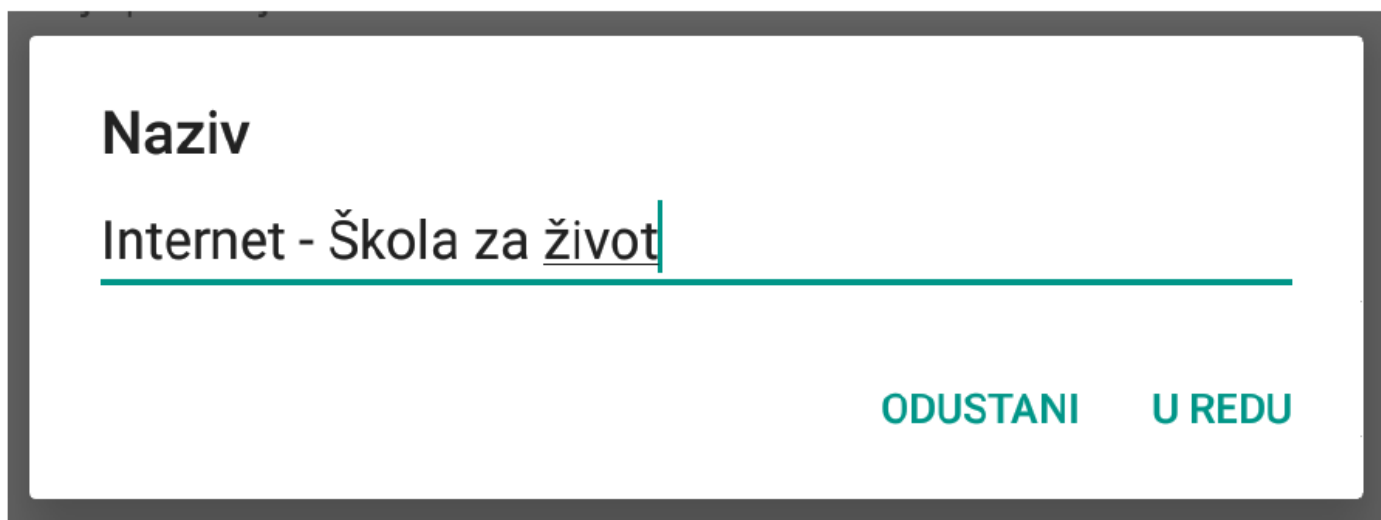 Naziv
Internet - Škola za život
ODUSTANI U REDU